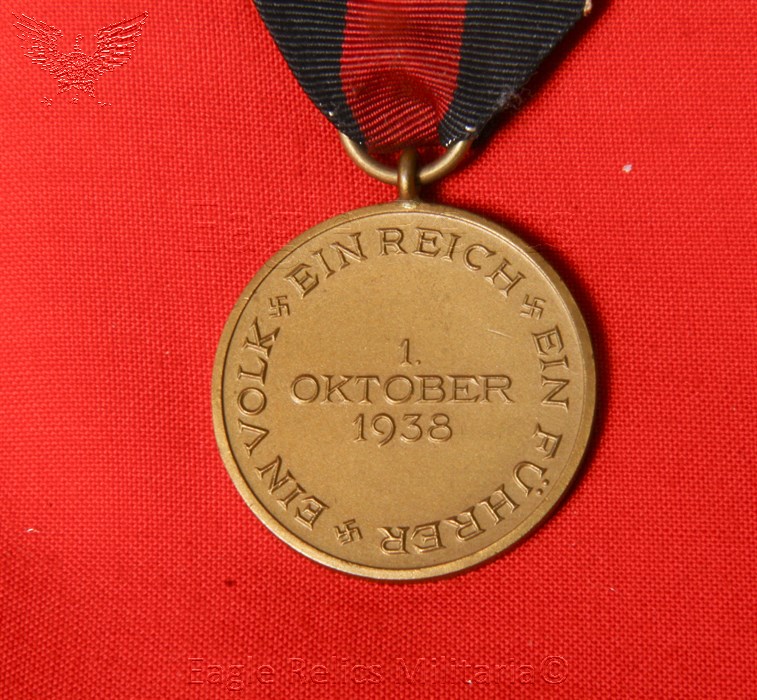 EIN VOLK EIN REICH EIN FÜHRER
1.
OKTOBER
1938
Eagle Relics Militaria©